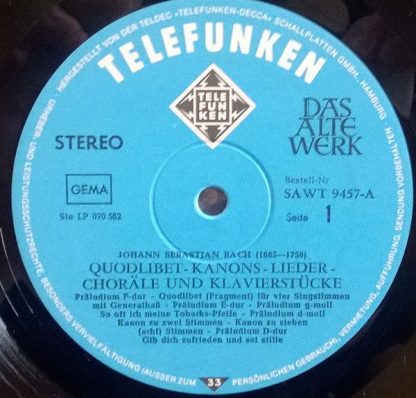 HERGESTELLT VON DER TELDEC »TELEFUNKEN-DECCA« SCHALLPLATTEN GMBH., HAMBURG
TELEFUNKEN
TELE
FUN
KEN
DAS
ALTE
WERK
STEREO
GEMA
Ste LP 070 562
Bestell-Nr
SAWT 9457-A
Seite 1
JOHANN SEBASTIAN BACH (1685—1750)
QUODLIBET - KANONS - LIEDER -
CHORÄLE UND KLAVIERSTÜCKE
Präludium F-dur - Quodlibet (Fragment) für vier Singstimmen
mit Generalbaß - Präludium E-dur - Präludium g-moll
So oft ich meine Tobacks-Pfeife - Präludium d-moll
Kanon zu zwei Stimmen - Kanon zu sieben
(acht) Stimmen - Präludium D-dur
Gib dich zufrieden und sei stille
33
URHEBER- UND LEISTUNGSSCHUTZRECHTE, BESONDERS VERVIELFÄLTIGUNG (AUSSER ZUM PERSÖNLICHEN GEBRAUCH), VERMIETUNG, AUFFÜHRUNG, SENDUNG VORBEHALTEN.